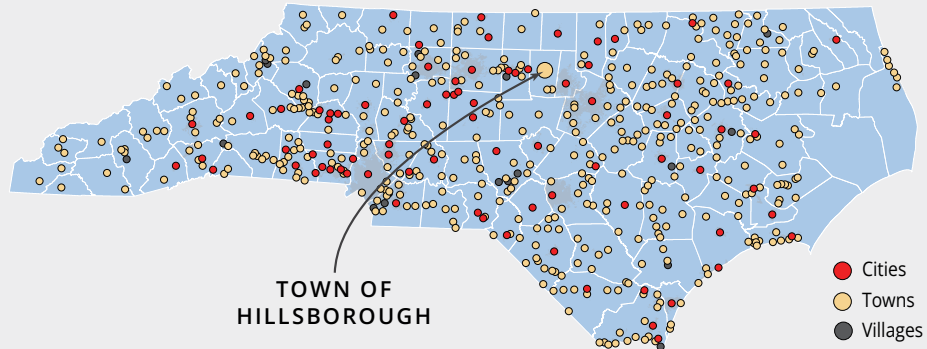 TOWN OF
HILLSBOROUGH
Cities
Towns
Villages